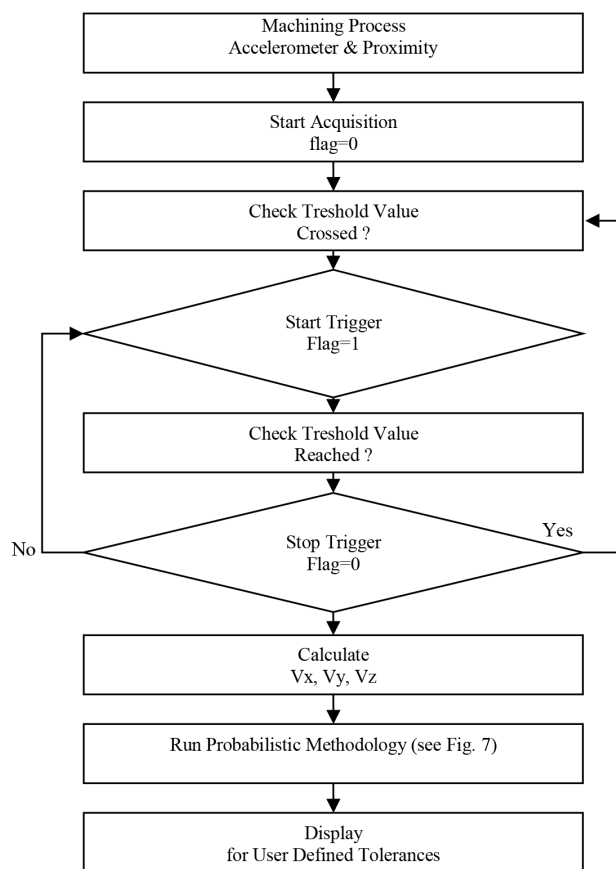 Machining Process
Accelerometer & Proximity
Start Acquisition
flag=0
Check Treshold Value
Crossed ?
Start Trigger
Flag=1
Check Treshold Value
Reached ?
No
Yes
Stop Trigger
Flag=0
Calculate
Vx, Vy, Vz
Run Probabilistic Methodology (see Fig. 7)
Display
for User Defined Tolerances